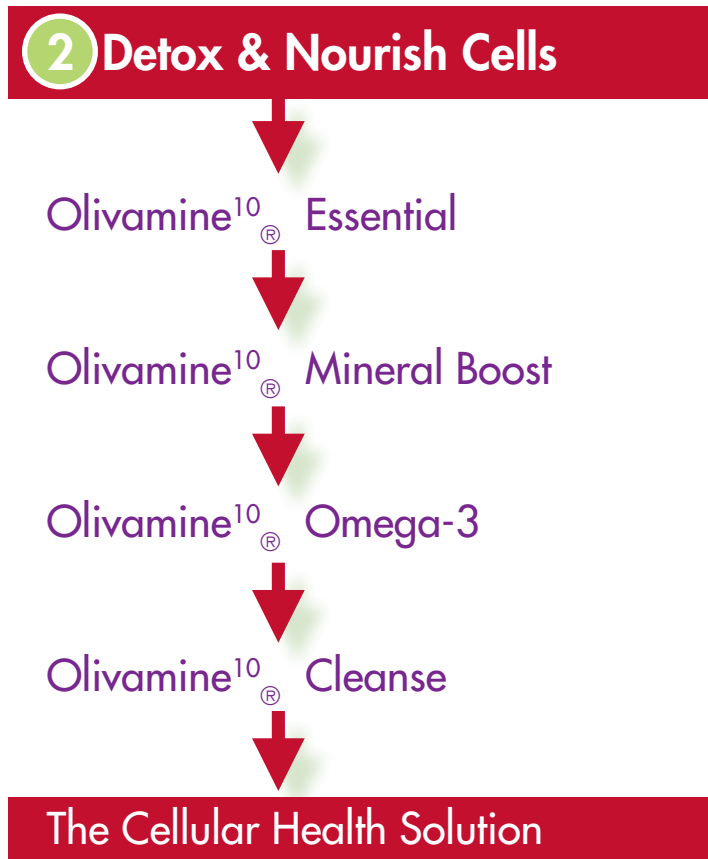 2 Detox & Nourish Cells
Olivamine¹⁰® Essential
Olivamine¹⁰® Mineral Boost
Olivamine¹⁰® Omega-3
Olivamine¹⁰® Cleanse
The Cellular Health Solution